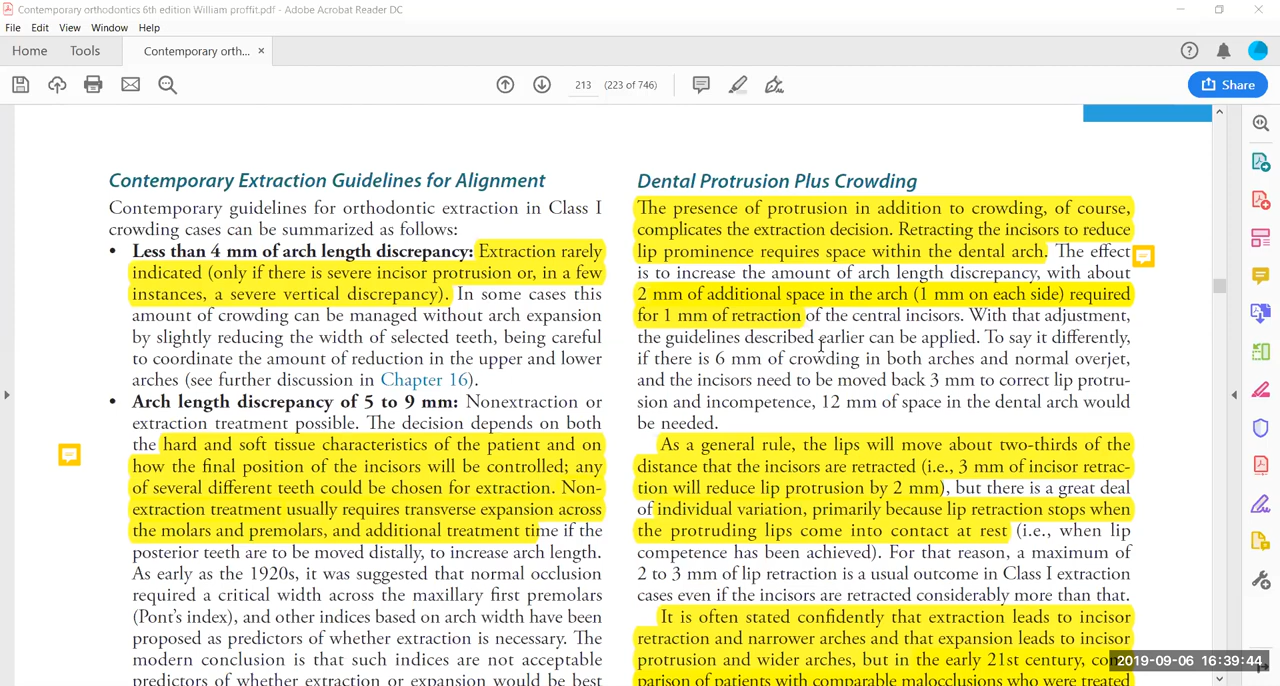 Contemporary orthodontics 6th edition William proffit.pdf - Adobe Acrobat Reader DC
File Edit View Window Help
Home Tools Contemporary orth... ×
213 (223 of 746)
Share
Contemporary Extraction Guidelines for Alignment
Contemporary guidelines for orthodontic extraction in Class I
crowding cases can be summarized as follows:
• Less than 4 mm of arch length discrepancy: Extraction rarely
indicated (only if there is severe incisor protrusion or, in a few
instances, a severe vertical discrepancy). In some cases this
amount of crowding can be managed without arch expansion
by slightly reducing the width of selected teeth, being careful
to coordinate the amount of reduction in the upper and lower
arches (see further discussion in Chapter 16).
• Arch length discrepancy of 5 to 9 mm: Nonextraction or
extraction treatment possible. The decision depends on both
the hard and soft tissue characteristics of the patient and on
how the final position of the incisors will be controlled; any
of several different teeth could be chosen for extraction. Non-
extraction treatment usually requires transverse expansion across
the molars and premolars, and additional treatment time if the
posterior teeth are to be moved distally, to increase arch length.
As early as the 1920s, it was suggested that normal occlusion
required a critical width across the maxillary first premolars
(Pont's index), and other indices based on arch width have been
proposed as predictors of whether extraction is necessary. The
modern conclusion is that such indices are not acceptable
predictors of whether extraction or expansion would be best
Dental Protrusion Plus Crowding
The presence of protrusion in addition to crowding, of course,
complicates the extraction decision. Retracting the incisors to reduce
lip prominence requires space within the dental arch. The effect
is to increase the amount of arch length discrepancy, with about
2 mm of additional space in the arch (1 mm on each side) required
for 1 mm of retraction of the central incisors. With that adjustment,
the guidelines described earlier can be applied. To say it differently,
if there is 6 mm of crowding in both arches and normal overjet,
and the incisors need to be moved back 3 mm to correct lip protru-
sion and incompetence, 12 mm of space in the dental arch would
be needed.
As a general rule, the lips will move about two-thirds of the
distance that the incisors are retracted (i.e., 3 mm of incisor retrac-
tion will reduce lip protrusion by 2 mm), but there is a great deal
of individual variation, primarily because lip retraction stops when
the protruding lips come into contact at rest (i.e., when lip
competence has been achieved). For that reason, a maximum of
2 to 3 mm of lip retraction is a usual outcome in Class I extraction
cases even if the incisors are retracted considerably more than that.
It is often stated confidently that extraction leads to incisor
retraction and narrower arches and that expansion leads to incisor
protrusion and wider arches, but in the early 21st century, com
parison of patients with comparable malocclusions who were treated
2019-09-06 16:39:44